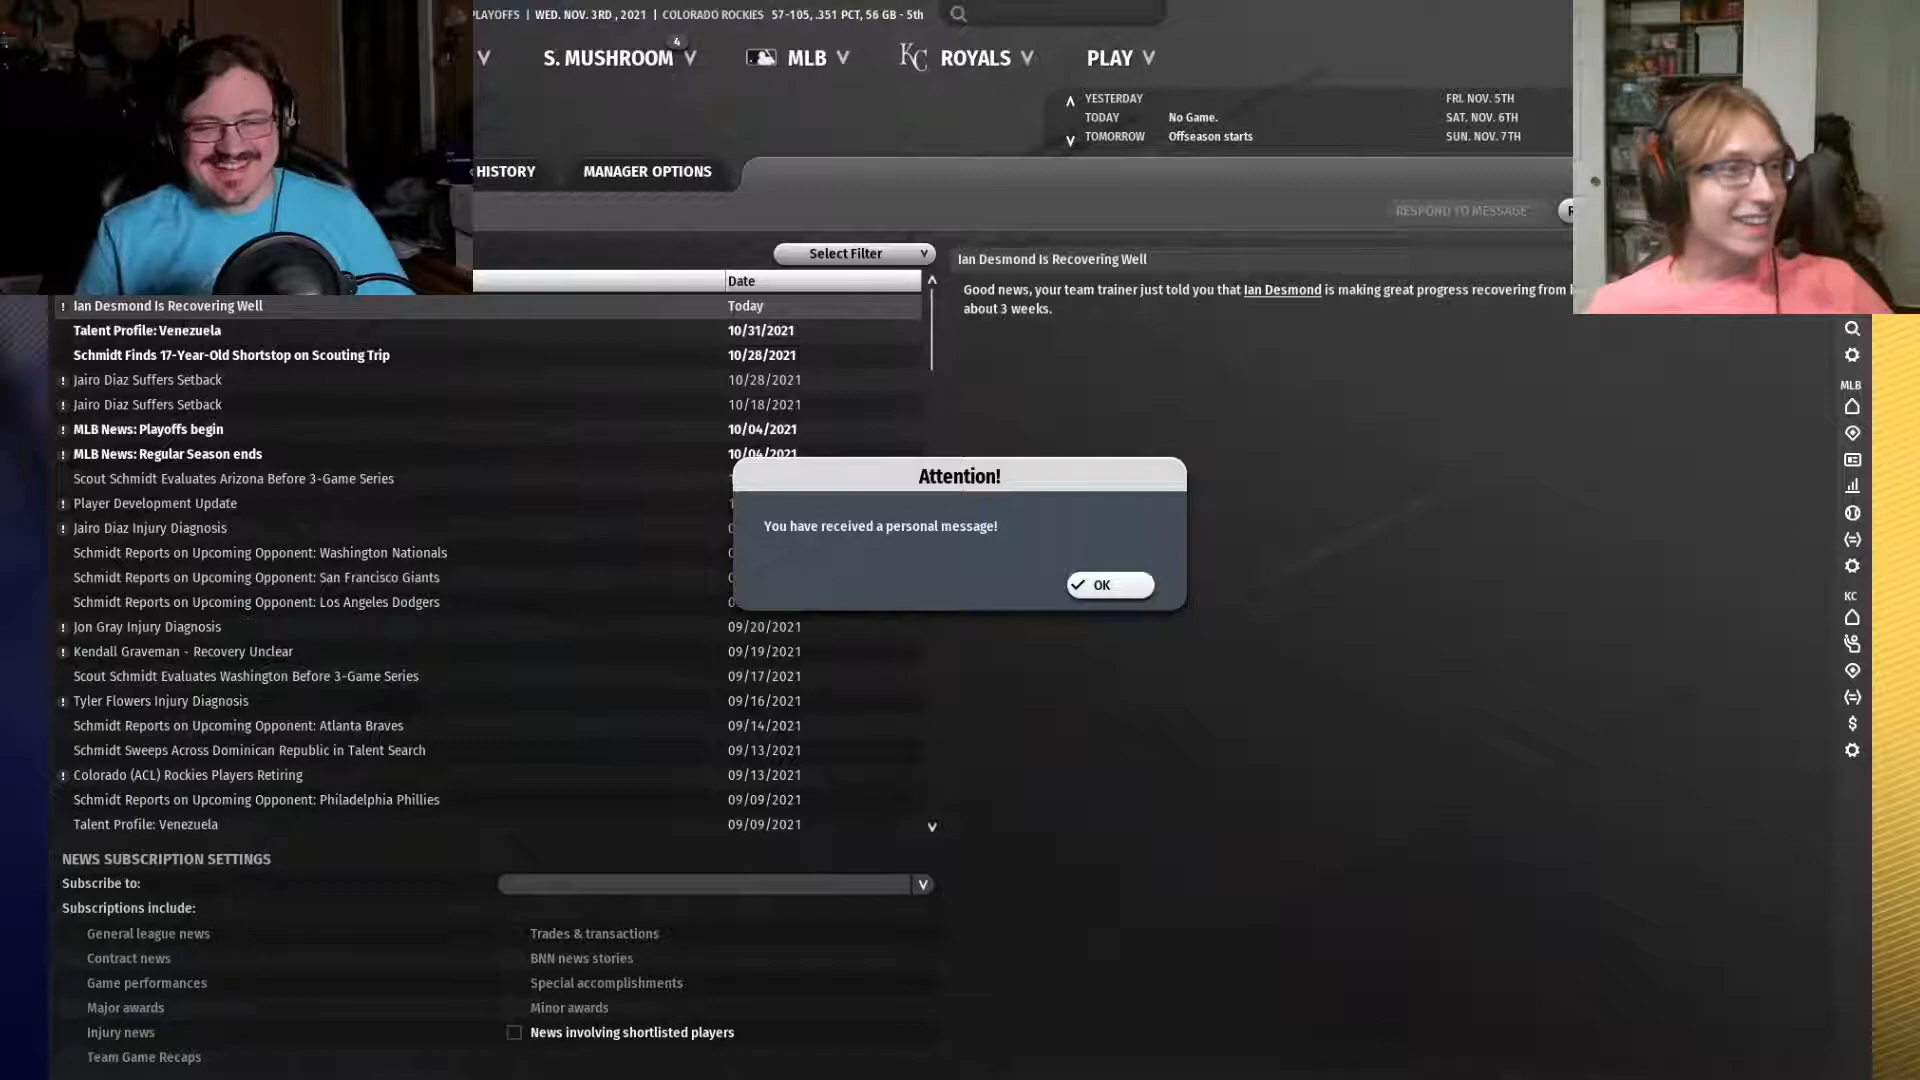 PLAYOFFS | WED. NOV. 3RD , 2021 | COLORADO ROCKIES 57-105, .351 PCT, 56 GB - 5th
4
S. MUSHROOM MLB KC ROYALS PLAY
YESTERDAY FRI. NOV. 5TH
TODAY No Game. SAT. NOV. 6TH
TOMORROW Offseason starts SUN. NOV. 7TH
HISTORY MANAGER OPTIONS
RESPOND TO MESSAGE
Select Filter
Ian Desmond Is Recovering Well
Date
Good news, your team trainer just told you that Ian Desmond is making great progress recovering from
about 3 weeks.
! Ian Desmond Is Recovering Well Today
Talent Profile: Venezuela 10/31/2021
Schmidt Finds 17-Year-Old Shortstop on Scouting Trip 10/28/2021
! Jairo Diaz Suffers Setback 10/28/2021
! Jairo Diaz Suffers Setback 10/18/2021
! MLB News: Playoffs begin 10/04/2021
! MLB News: Regular Season ends 10/04/2021
Scout Schmidt Evaluates Arizona Before 3-Game Series
! Player Development Update
! Jairo Diaz Injury Diagnosis
Schmidt Reports on Upcoming Opponent: Washington Nationals
Schmidt Reports on Upcoming Opponent: San Francisco Giants
Schmidt Reports on Upcoming Opponent: Los Angeles Dodgers
! Jon Gray Injury Diagnosis 09/20/2021
! Kendall Graveman - Recovery Unclear 09/19/2021
Scout Schmidt Evaluates Washington Before 3-Game Series 09/17/2021
! Tyler Flowers Injury Diagnosis 09/16/2021
Schmidt Reports on Upcoming Opponent: Atlanta Braves 09/14/2021
Schmidt Sweeps Across Dominican Republic in Talent Search 09/13/2021
! Colorado (ACL) Rockies Players Retiring 09/13/2021
Schmidt Reports on Upcoming Opponent: Philadelphia Phillies 09/09/2021
Talent Profile: Venezuela 09/09/2021
Attention!
You have received a personal message!
OK
MLB
KC
$
NEWS SUBSCRIPTION SETTINGS
Subscribe to:
Subscriptions include:
General league news Trades & transactions
Contract news BNN news stories
Game performances Special accomplishments
Major awards Minor awards
Injury news News involving shortlisted players
Team Game Recaps